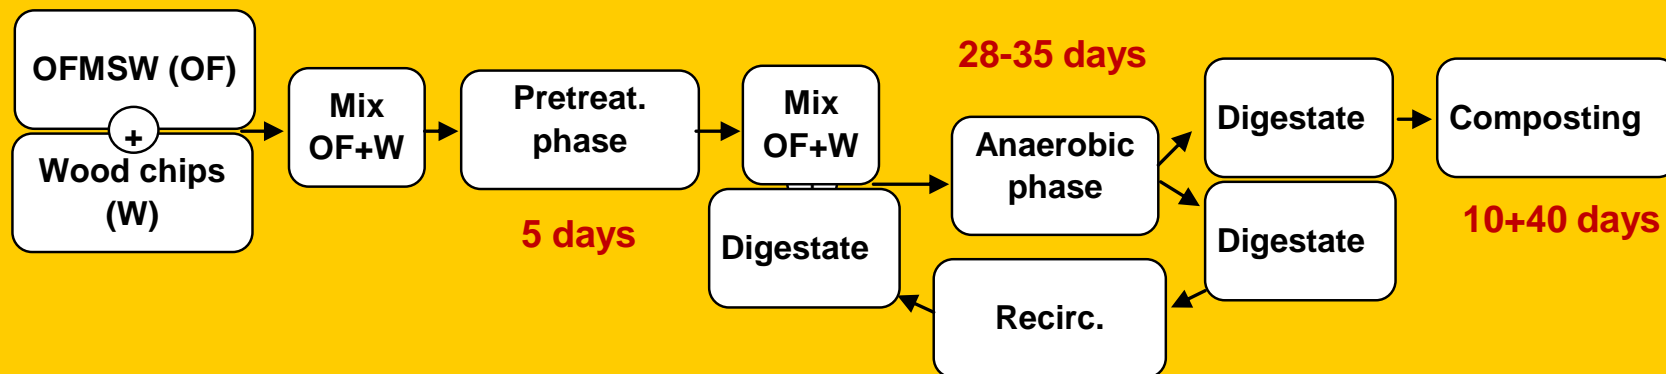 OFMSW (OF)
+
Wood chips
(W)
Mix
OF+W
Pretreat.
phase
5 days
Mix
OF+W
Digestate
28-35 days
Anaerobic
phase
Digestate
Digestate
Recirc.
Composting
10+40 days